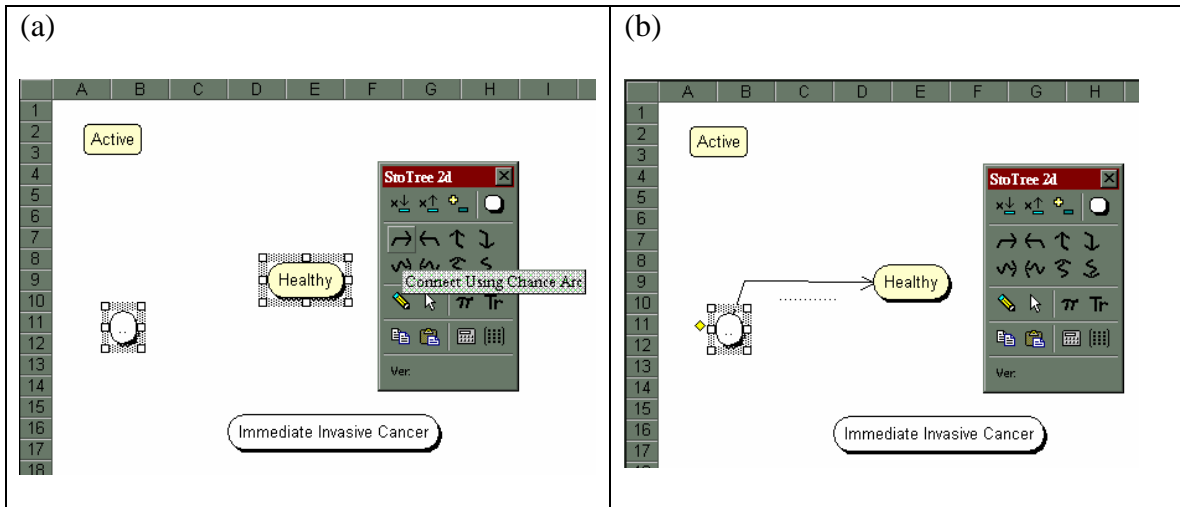 (a)
A B C D E F G H I
1
2
3
4
5
6
7
8
9
10
11
12
13
14
15
16
17
18
Active
StoTree 2d
Healthy
Connect Using Chance Arc
π Tr
..
Ver:
Immediate Invasive Cancer
(b)
A B C D E F G H
1
2
3
4
5
6
7
8
9
10
11
12
13
14
15
16
17
Active
StoTree 2d
Healthy
............
π Tr
..
Ver:
Immediate Invasive Cancer